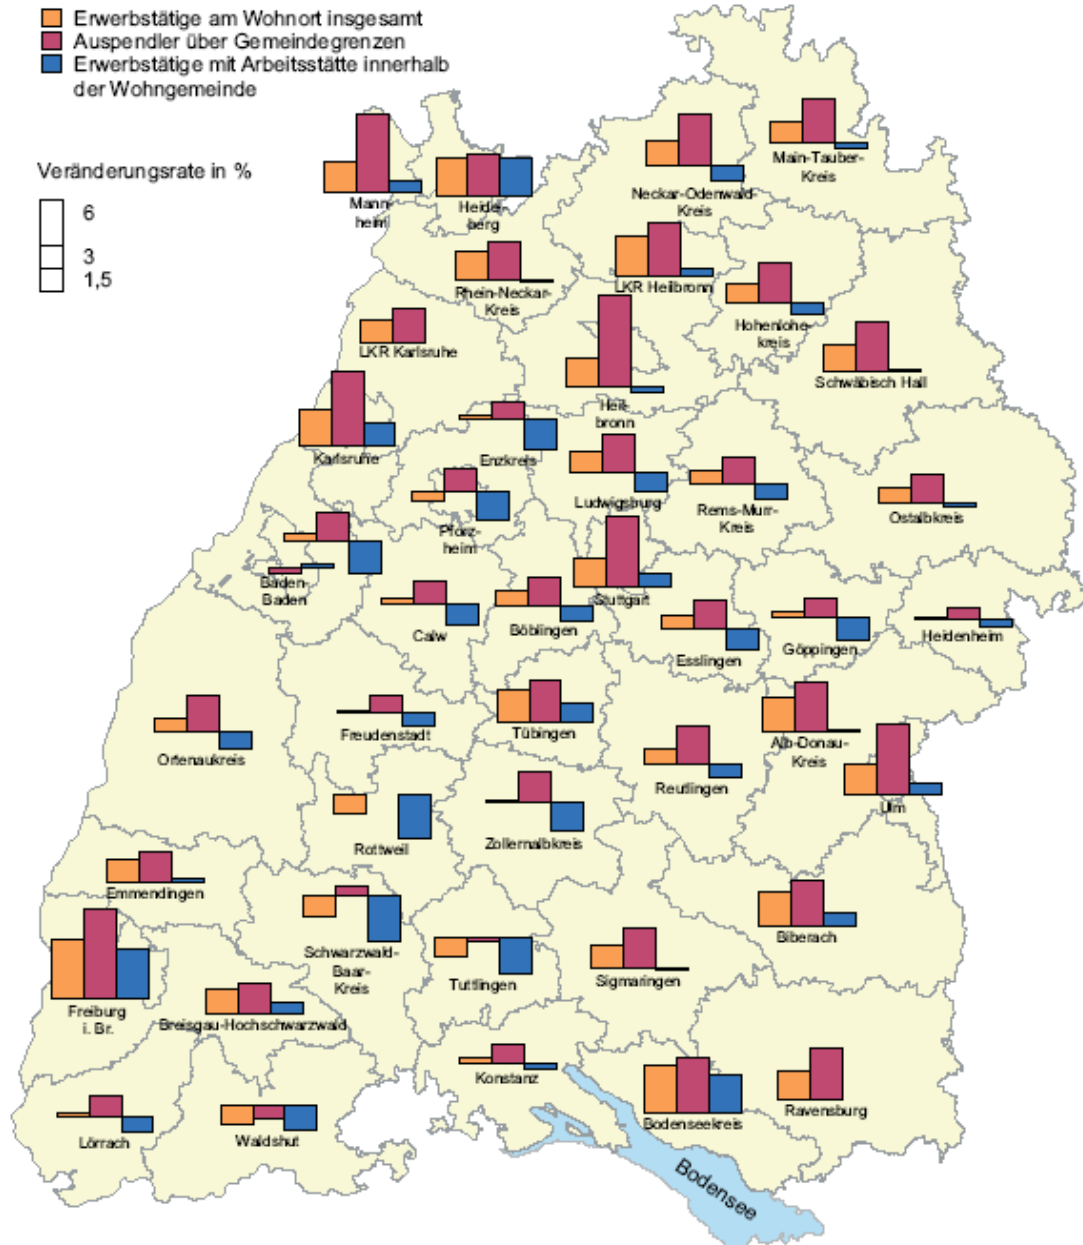 Erwerbstätige am Wohnort insgesamt
Auspendler über Gemeindegrenzen
Erwerbstätige mit Arbeitsstätte innerhalb
der Wohngemeinde
Veränderungsrate in %
6
3
1,5
Main-Tauber-
Kreis
Neckar-Odenwald-
Kreis
Mann-
heim
Heidel-
berg
Rhein-Neckar-
Kreis
LKR Heilbronn
Hohenlohe-
kreis
LKR Karlsruhe
Schwäbisch Hall
Heil-
bronn
Karlsruhe
Enzkreis
Ludwigsburg
Rems-Murr-
Kreis
Ostalbkreis
Pforz-
heim
Baden-
Baden
Stuttgart
Calw
Böblingen
Esslingen
Göppingen
Heidenheim
Freudenstadt
Tübingen
Alb-Donau-
Kreis
Ortenaukreis
Reutlingen
Ulm
Rottweil
Zollernalbkreis
Emmendingen
Schwarzwald-
Baar-
Kreis
Tuttlingen
Sigmaringen
Biberach
Freiburg
i. Br.
Breisgau-Hochschwarzwald
Konstanz
Bodenseekreis
Ravensburg
Lörrach
Waldshut
Bodensee